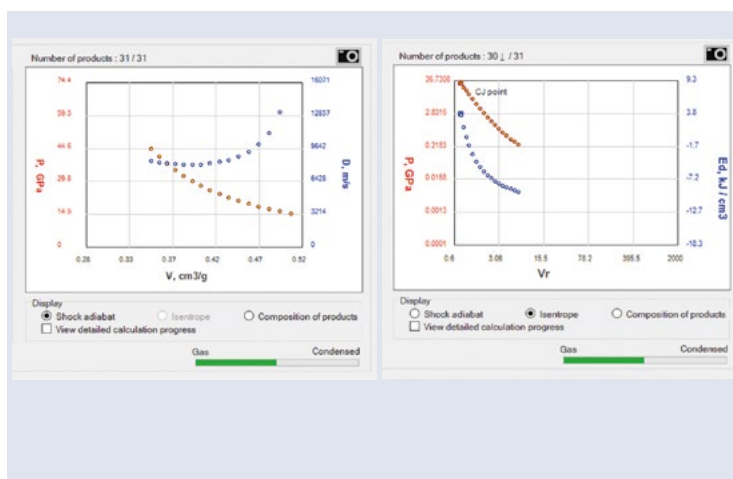 Number of products : 31 / 31
74.4
59.5
44.6
29.8
14.9
0
P, GPa
16071
12857
9642
6428
3214
0
D, m/s
0.28
0.33
0.37
0.42
0.47
0.52
V, cm3/g
Display
Shock adiabat
Isentrope
Composition of products
View detailed calculation progress
Gas
Condensed
Number of products : 30 ↓ / 31
CJ point
2.8315
0.2183
0.0168
0.0013
0.0001
P, GPa
9.3
3.8
-1.7
-7.2
-12.7
-18.3
Ed, kJ / cm3
0.6
3.06
15.5
78.2
395.5
2000
Vr
Display
Shock adiabat
Isentrope
Composition of products
View detailed calculation progress
Gas
Condensed